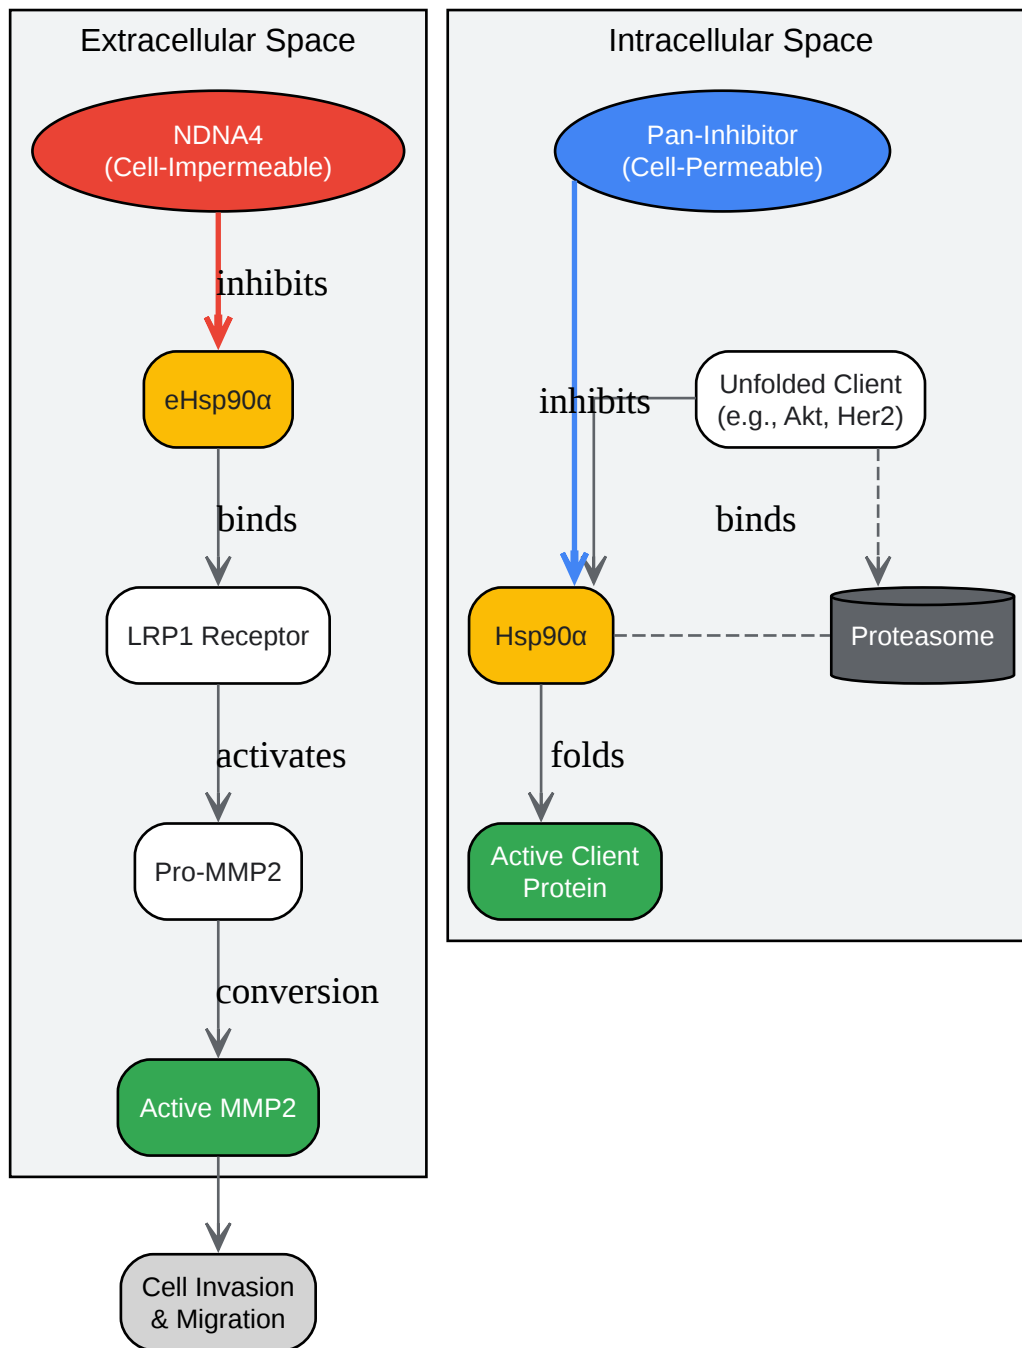 Extracellular Space
NDNA4
(Cell-Impermeable)
inhibits
eHsp90α
binds
LRP1 Receptor
activates
Pro-MMP2
conversion
Active MMP2
Cell Invasion
& Migration
Intracellular Space
Pan-Inhibitor
(Cell-Permeable)
inhibits
Unfolded Client
(e.g., Akt, Her2)
binds
Hsp90α
Proteasome
folds
Active Client
Protein